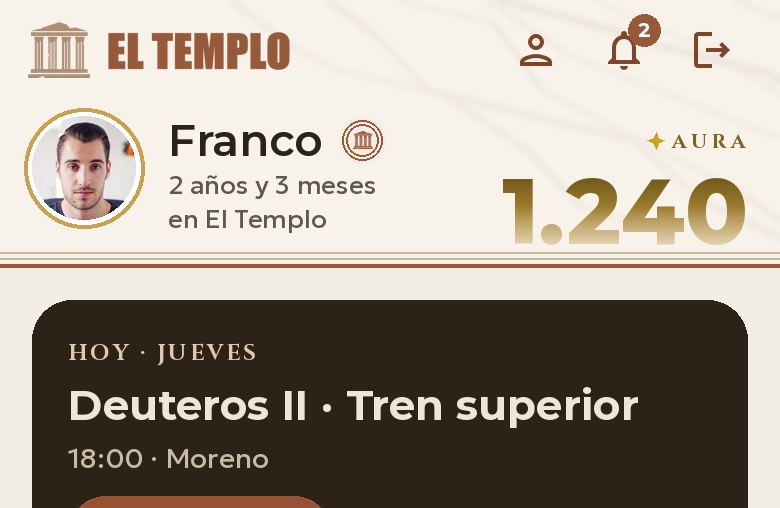 EL TEMPLO
2
Franco
2 años y 3 meses
en El Templo
AURA
1.240
HOY · JUEVES
Deuteros II · Tren superior
18:00 · Moreno